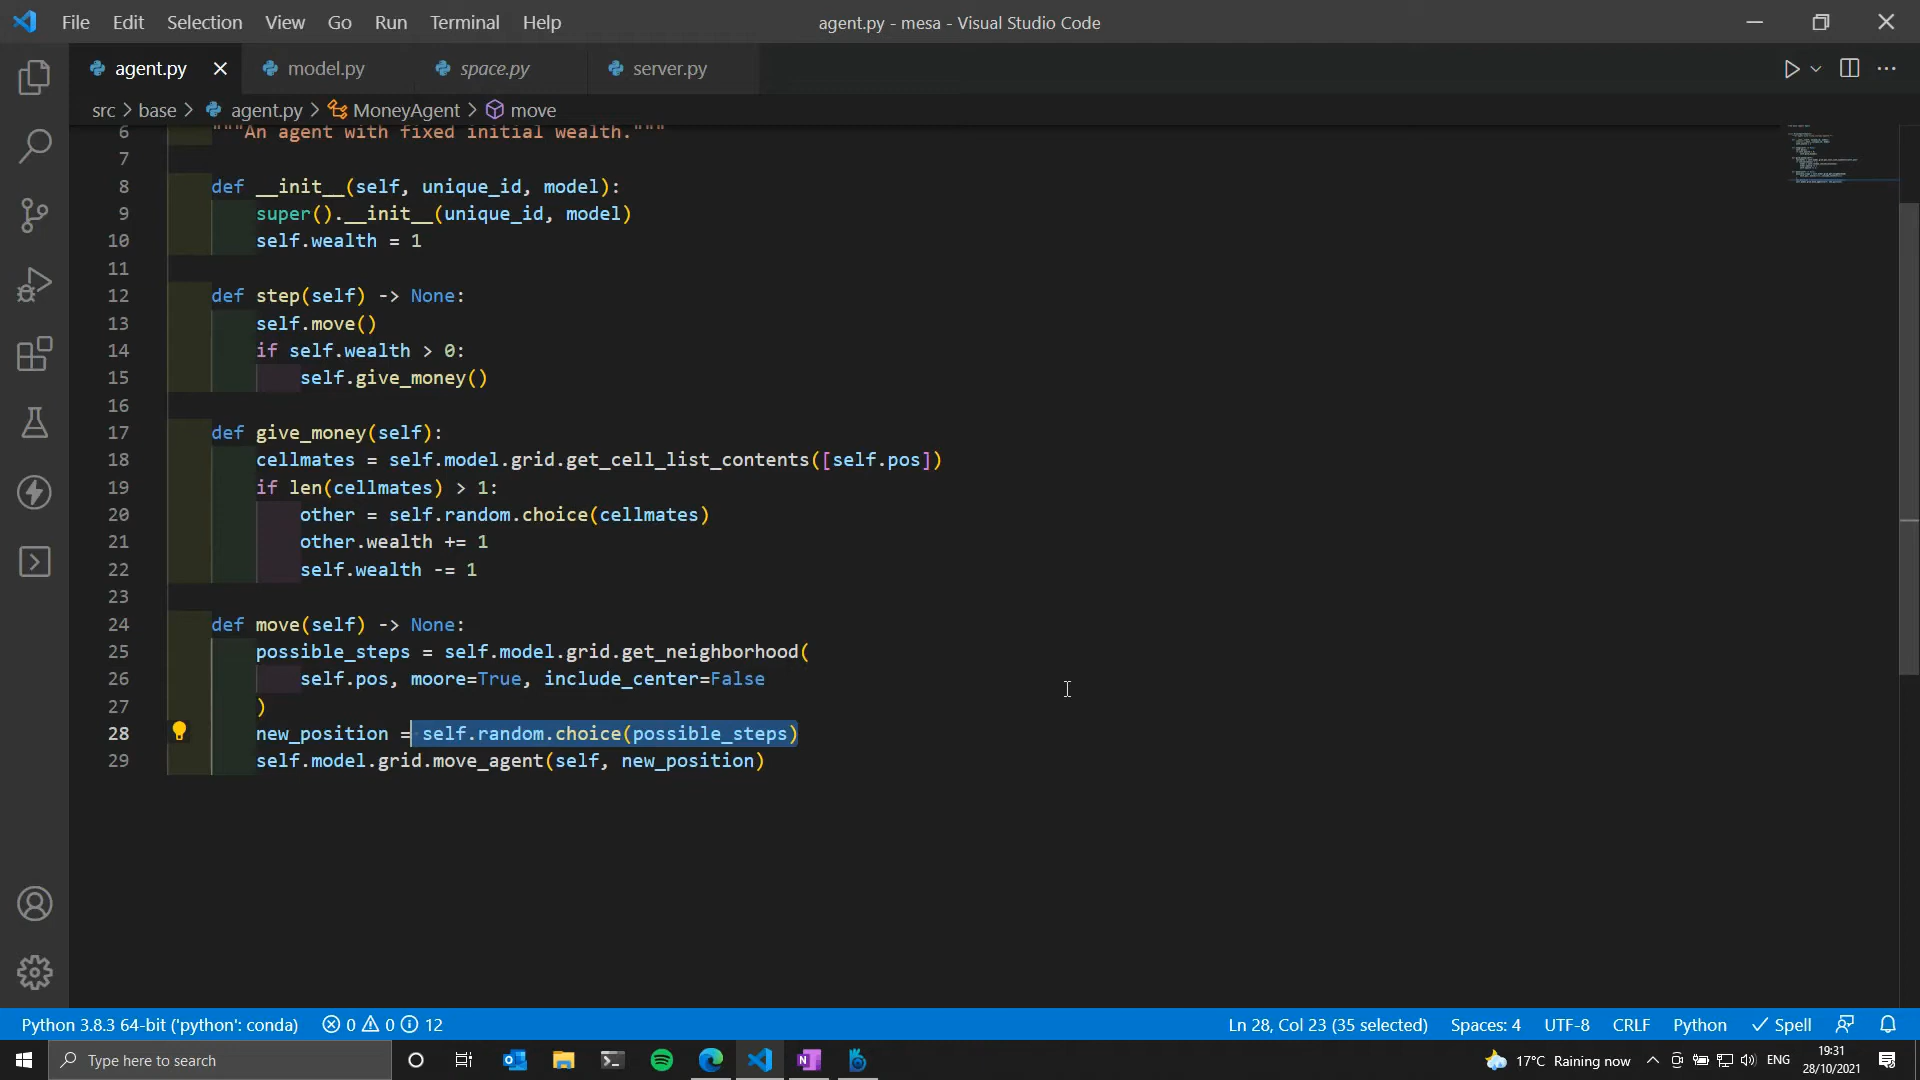 File Edit Selection View Go Run Terminal Help
agent.py - mesa - Visual Studio Code
agent.py model.py space.py server.py
src > base > agent.py > MoneyAgent > move
6 """An agent with fixed initial wealth."""
7
8 def __init__(self, unique_id, model):
9 super().__init__(unique_id, model)
10 self.wealth = 1
11
12 def step(self) -> None:
13 self.move()
14 if self.wealth > 0:
15 self.give_money()
16
17 def give_money(self):
18 cellmates = self.model.grid.get_cell_list_contents([self.pos])
19 if len(cellmates) > 1:
20 other = self.random.choice(cellmates)
21 other.wealth += 1
22 self.wealth -= 1
23
24 def move(self) -> None:
25 possible_steps = self.model.grid.get_neighborhood(
26 self.pos, moore=True, include_center=False
27 )
28 new_position = self.random.choice(possible_steps)
29 self.model.grid.move_agent(self, new_position)
Python 3.8.3 64-bit ('python': conda) 0 0 12 Ln 28, Col 23 (35 selected) Spaces: 4 UTF-8 CRLF Python Spell
Type here to search 17°C Raining now ENG 19:31
28/10/2021